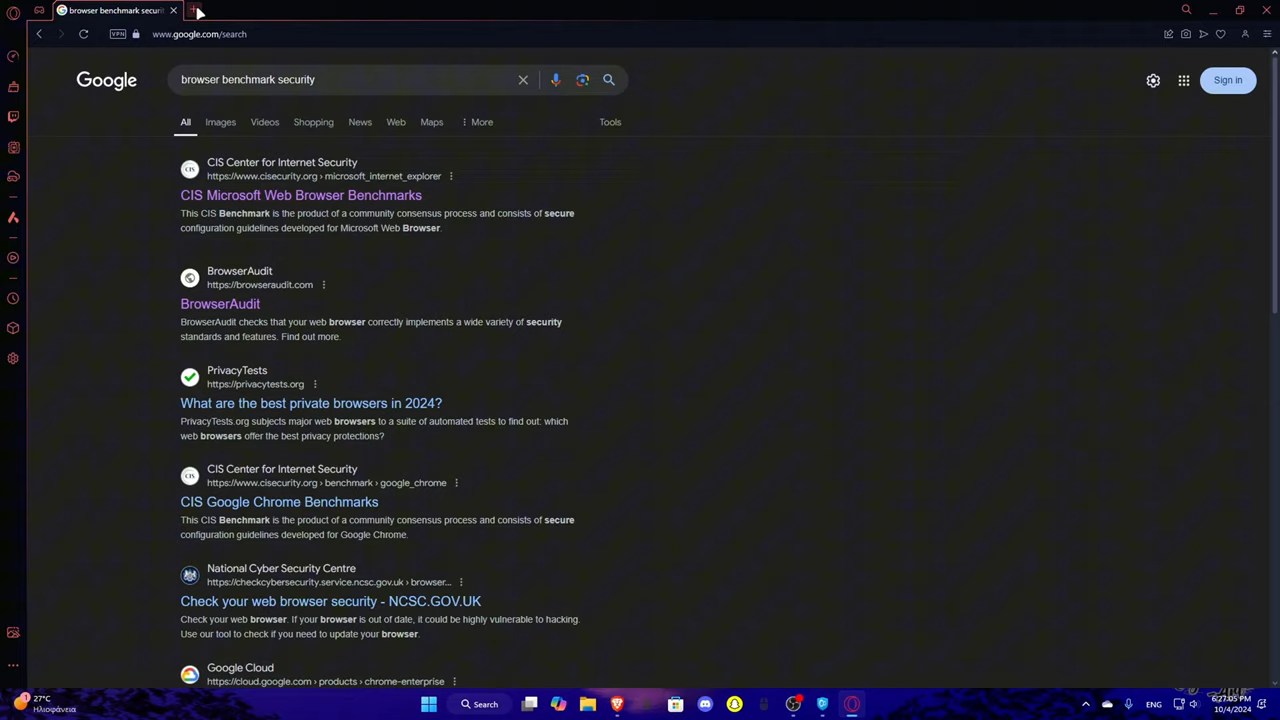 browser benchmark securi
VPN
www.google.com/search
Google
browser benchmark security
Sign in
All Images Videos Shopping News Web Maps More Tools
CIS Center for Internet Security
https://www.cisecurity.org › microsoft_internet_explorer
CIS Microsoft Web Browser Benchmarks
This CIS Benchmark is the product of a community consensus process and consists of secure
configuration guidelines developed for Microsoft Web Browser.
BrowserAudit
https://browseraudit.com
BrowserAudit
BrowserAudit checks that your web browser correctly implements a wide variety of security
standards and features. Find out more.
PrivacyTests
https://privacytests.org
What are the best private browsers in 2024?
PrivacyTests.org subjects major web browsers to a suite of automated tests to find out: which
web browsers offer the best privacy protections?
CIS Center for Internet Security
https://www.cisecurity.org › benchmark › google_chrome
CIS Google Chrome Benchmarks
This CIS Benchmark is the product of a community consensus process and consists of secure
configuration guidelines developed for Google Chrome.
National Cyber Security Centre
https://checkcybersecurity.service.ncsc.gov.uk › browser...
Check your web browser security - NCSC.GOV.UK
Check your web browser. If your browser is out of date, it could be highly vulnerable to hacking.
Use our tool to check if you need to update your browser.
Google Cloud
https://cloud.google.com › products › chrome-enterprise
1
27°C
Ηλιοφάνεια
Search
ENG
6:27:05 PM
10/4/2024